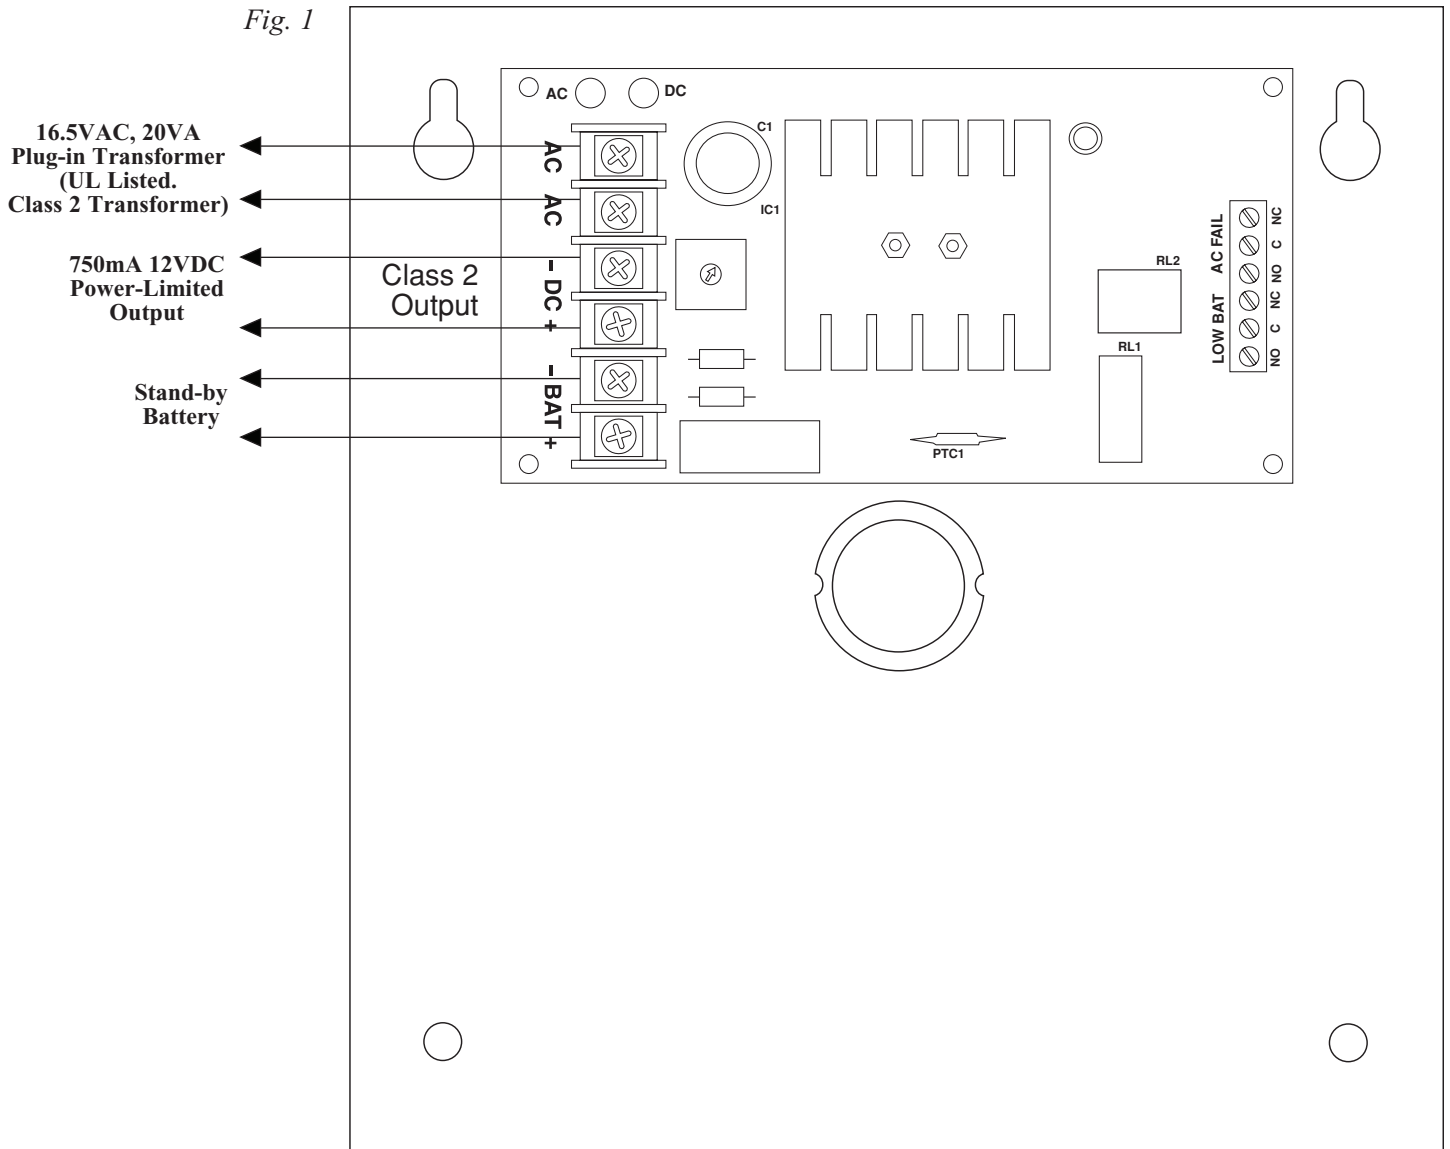 Fig. 1
AC
DC
16.5VAC, 20VA
Plug-in Transformer
(UL Listed.
Class 2 Transformer)
750mA 12VDC
Power-Limited
Output
Stand-by
Battery
Class 2
Output
AC
AC
- DC +
- BAT +
C1
IC1
PTC1
RL2
RL1
AC FAIL
LOW BAT
NC
C
NO
NC
C
NO